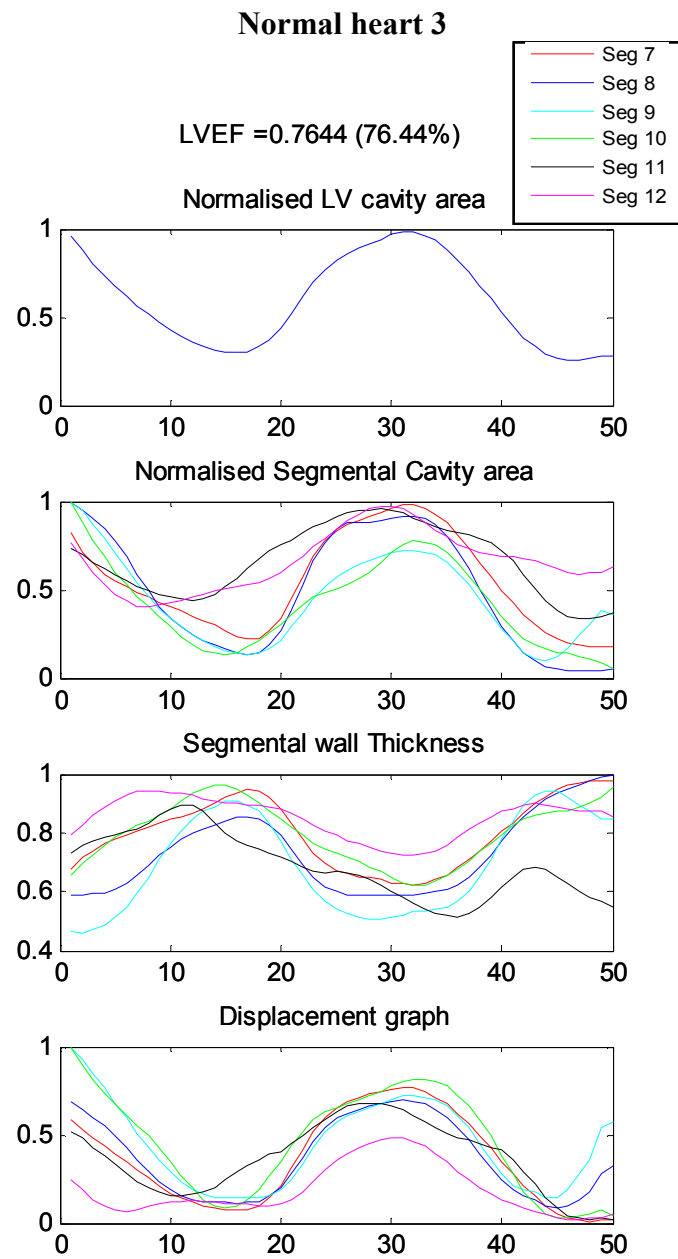 Normal heart 3
Seg 7
Seg 8
Seg 9
Seg 10
Seg 11
Seg 12
LVEF =0.7644 (76.44%)
Normalised LV cavity area
1
0.5
0
0 10 20 30 40 50
Normalised Segmental Cavity area
1
0.5
0
0 10 20 30 40 50
Segmental wall Thickness
1
0.8
0.6
0.4
0 10 20 30 40 50
Displacement graph
1
0.5
0
0 10 20 30 40 50